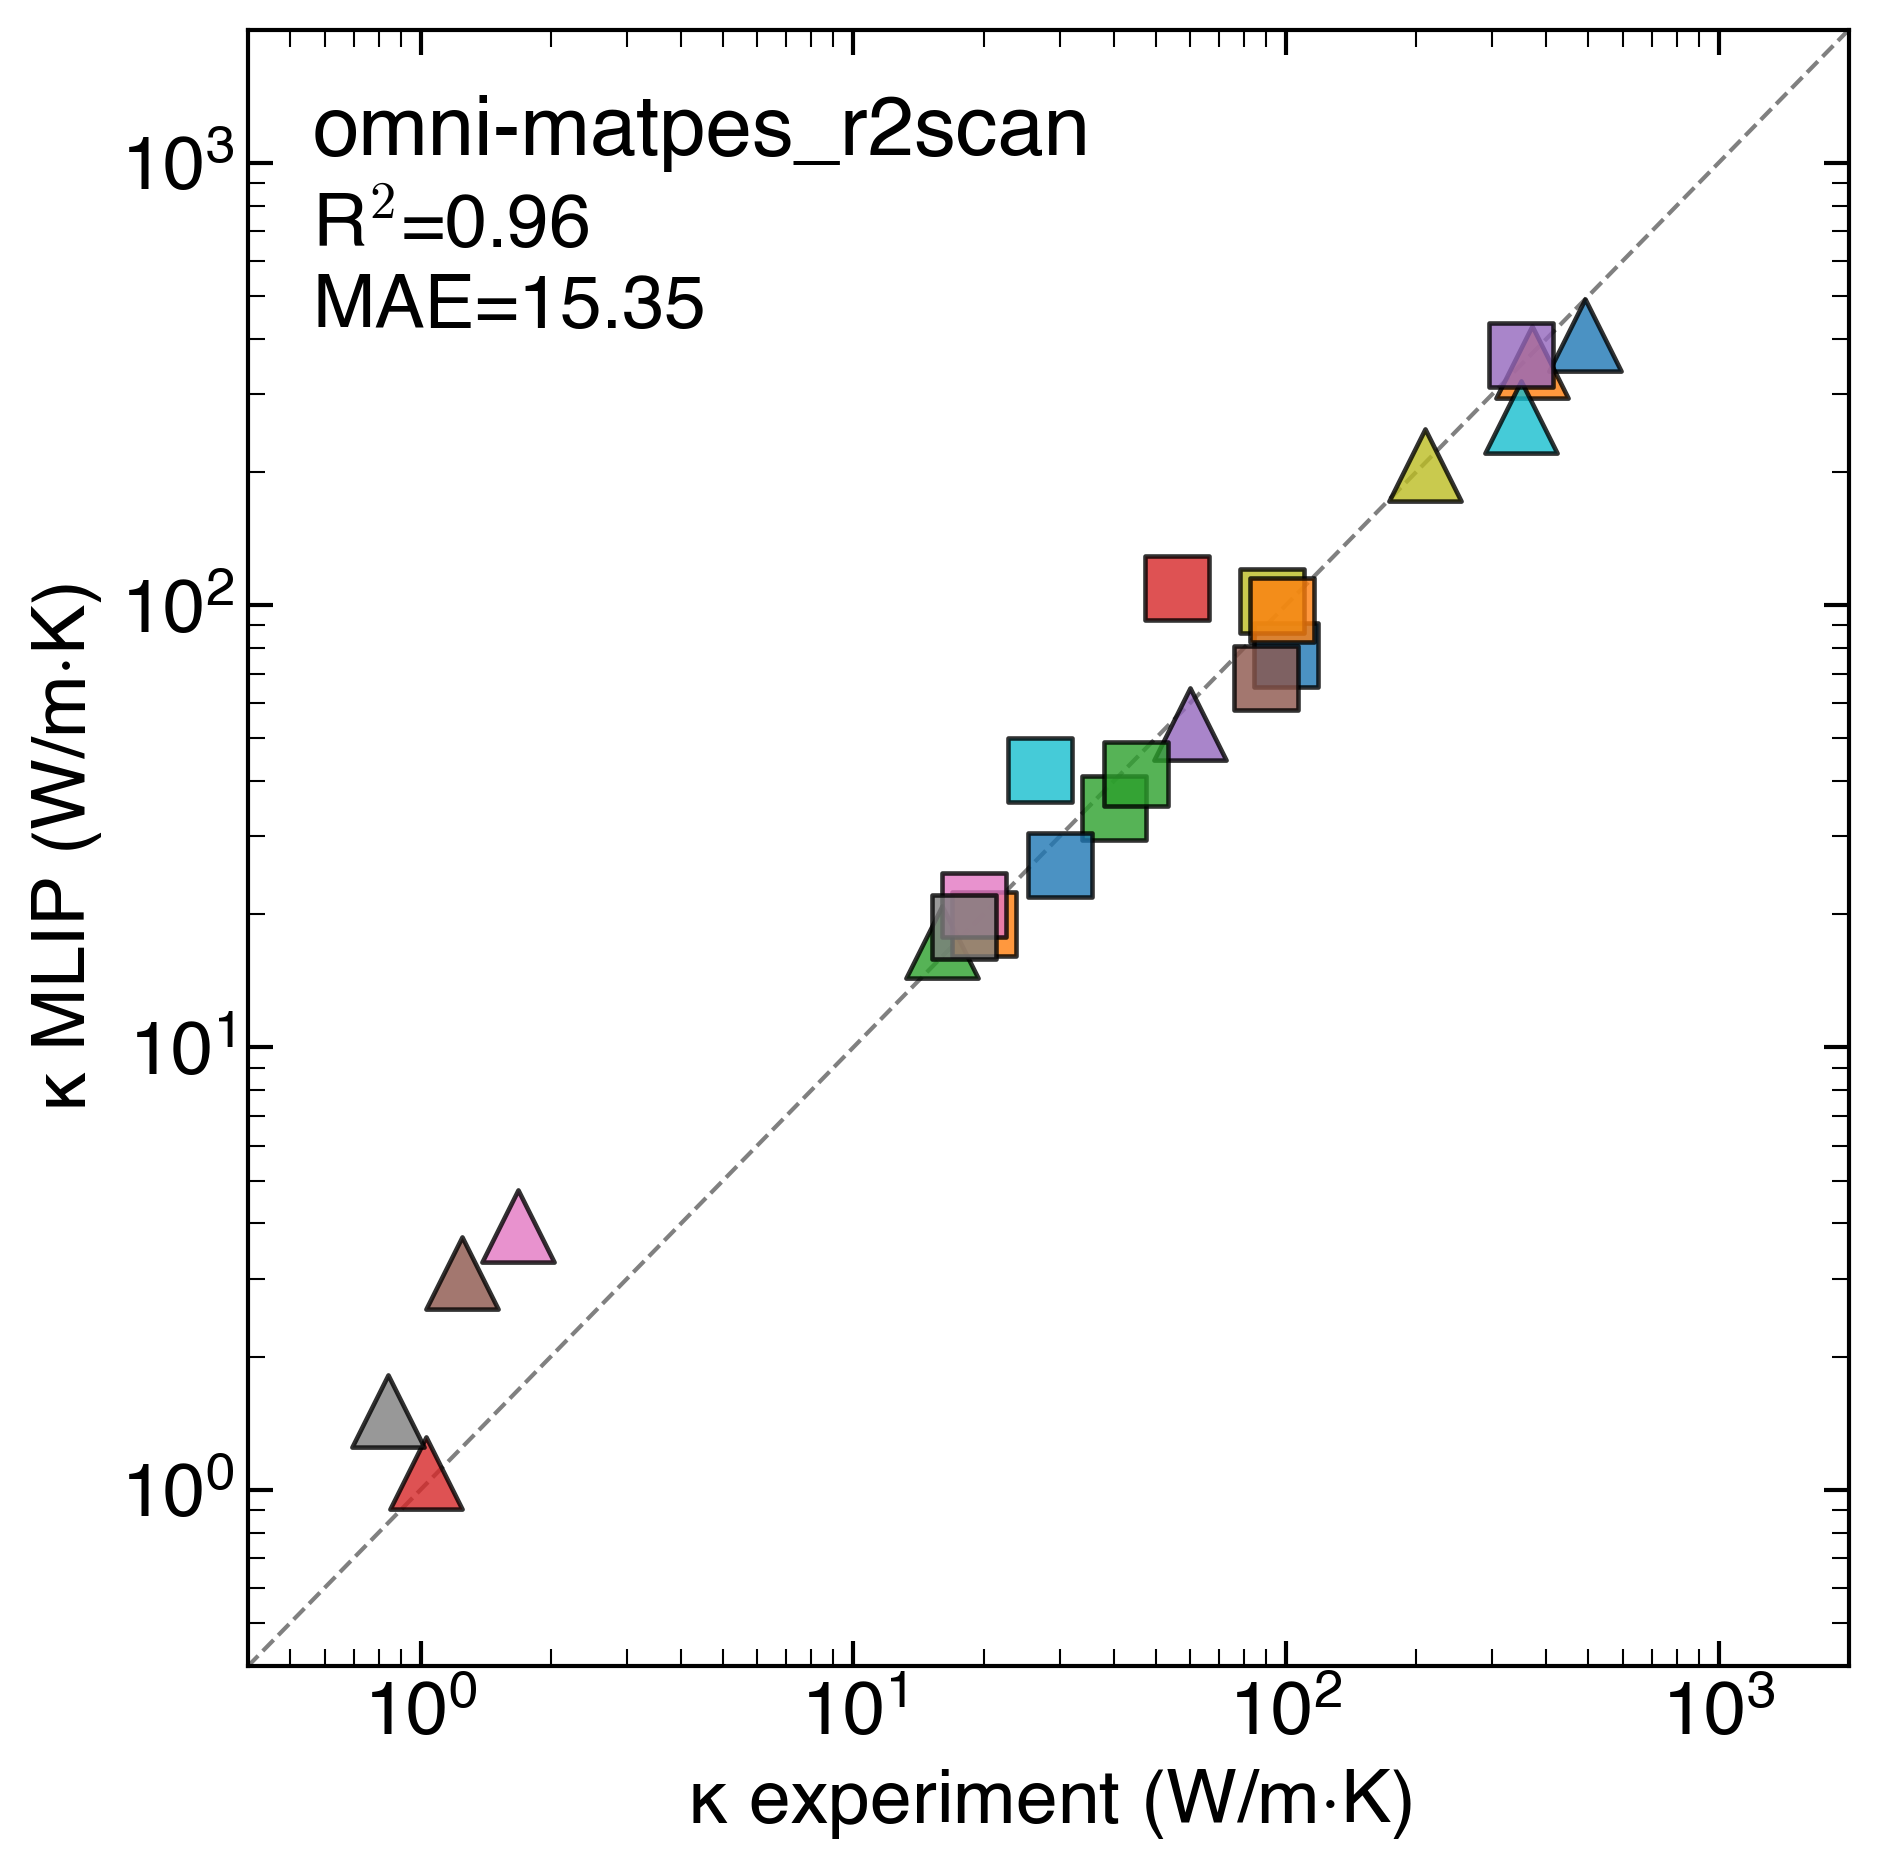 omni-matpes_r2scan
R²=0.96
MAE=15.35
10³
10²
10¹
10⁰
κ MLIP (W/m·K)
10⁰ 10¹ 10² 10³
κ experiment (W/m·K)